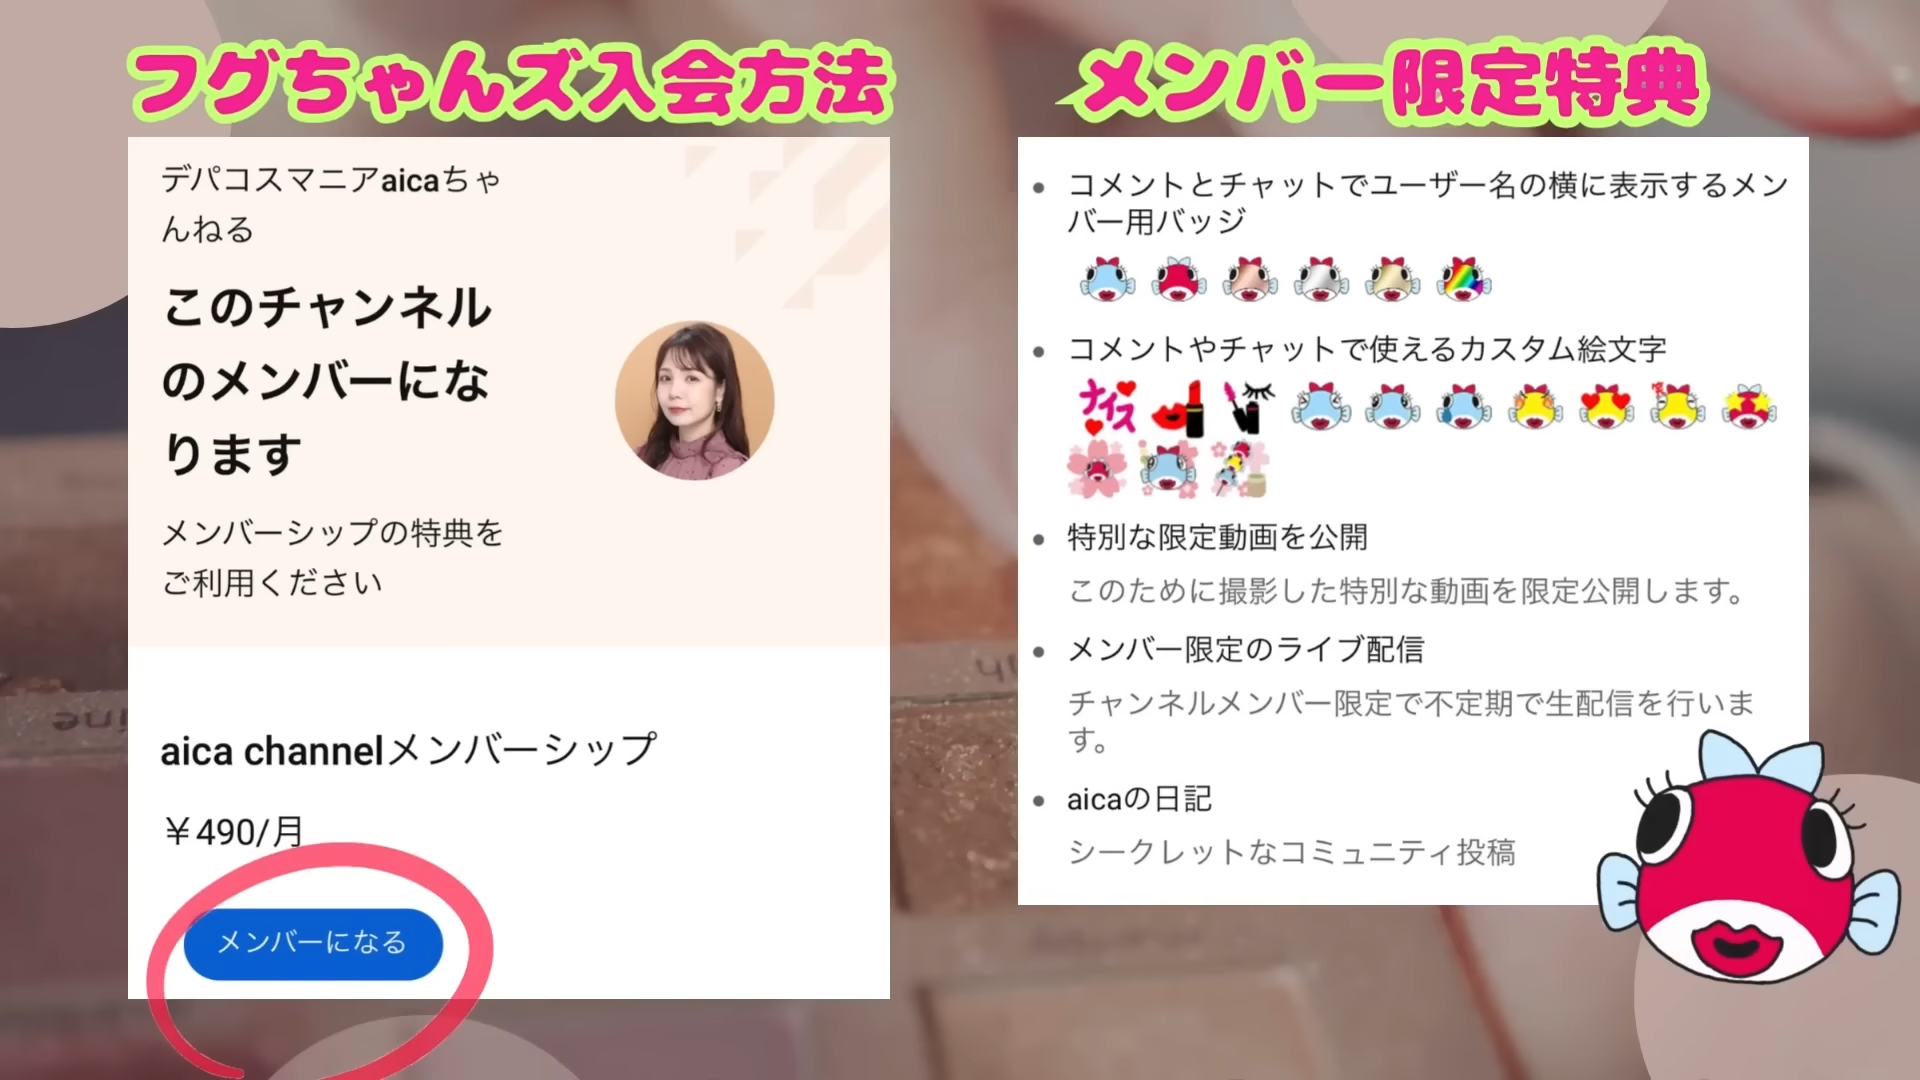 フグちゃんズ入会方法
デパコスマニアaicaちゃ
んねる
このチャンネル
のメンバーにな
ります
メンバーシップの特典を
ご利用ください
aica channelメンバーシップ
￥490/月
メンバーになる
メンバー限定特典
コメントとチャットでユーザー名の横に表示するメン
バー用バッジ
コメントやチャットで使えるカスタム絵文字
ナイス
特別な限定動画を公開
このために撮影した特別な動画を限定公開します。
メンバー限定のライブ配信
チャンネルメンバー限定で不定期で生配信を行いま
す。
aicaの日記
シークレットなコミュニティ投稿